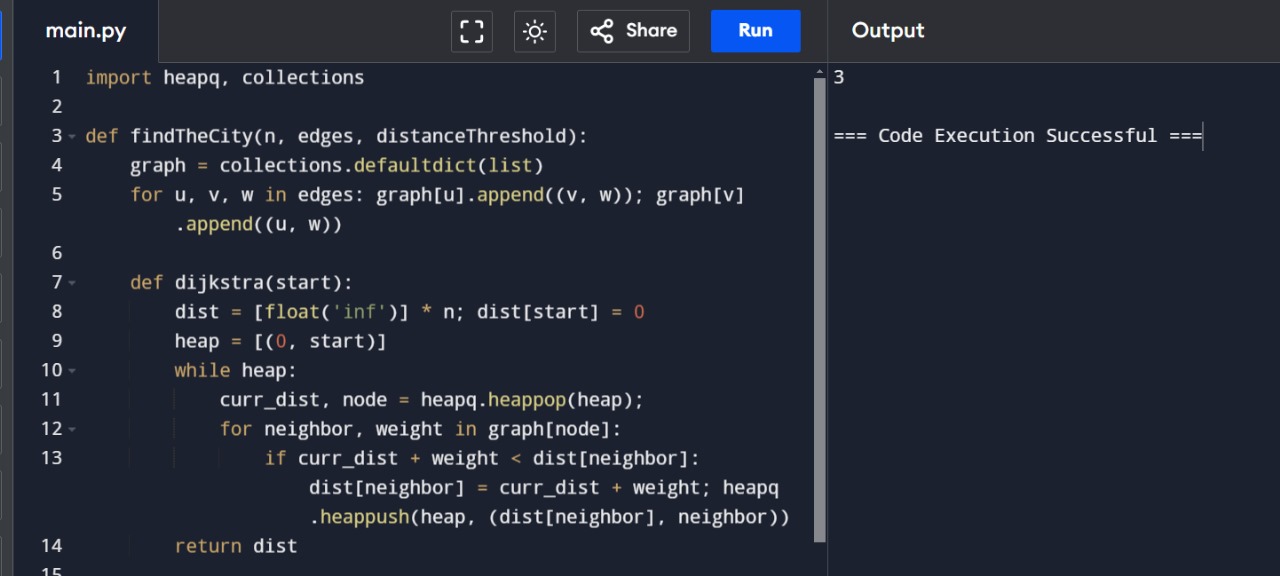 main.py
Share
Run
Output
1 import heapq, collections
2
3 def findTheCity(n, edges, distanceThreshold):
4     graph = collections.defaultdict(list)
5     for u, v, w in edges: graph[u].append((v, w)); graph[v]
        .append((u, w))
6
7     def dijkstra(start):
8         dist = [float('inf')] * n; dist[start] = 0
9         heap = [(0, start)]
10         while heap:
11             curr_dist, node = heapq.heappop(heap);
12             for neighbor, weight in graph[node]:
13                 if curr_dist + weight < dist[neighbor]:
                    dist[neighbor] = curr_dist + weight; heapq
                    .heappush(heap, (dist[neighbor], neighbor))
14         return dist
15
3
=== Code Execution Successful ===